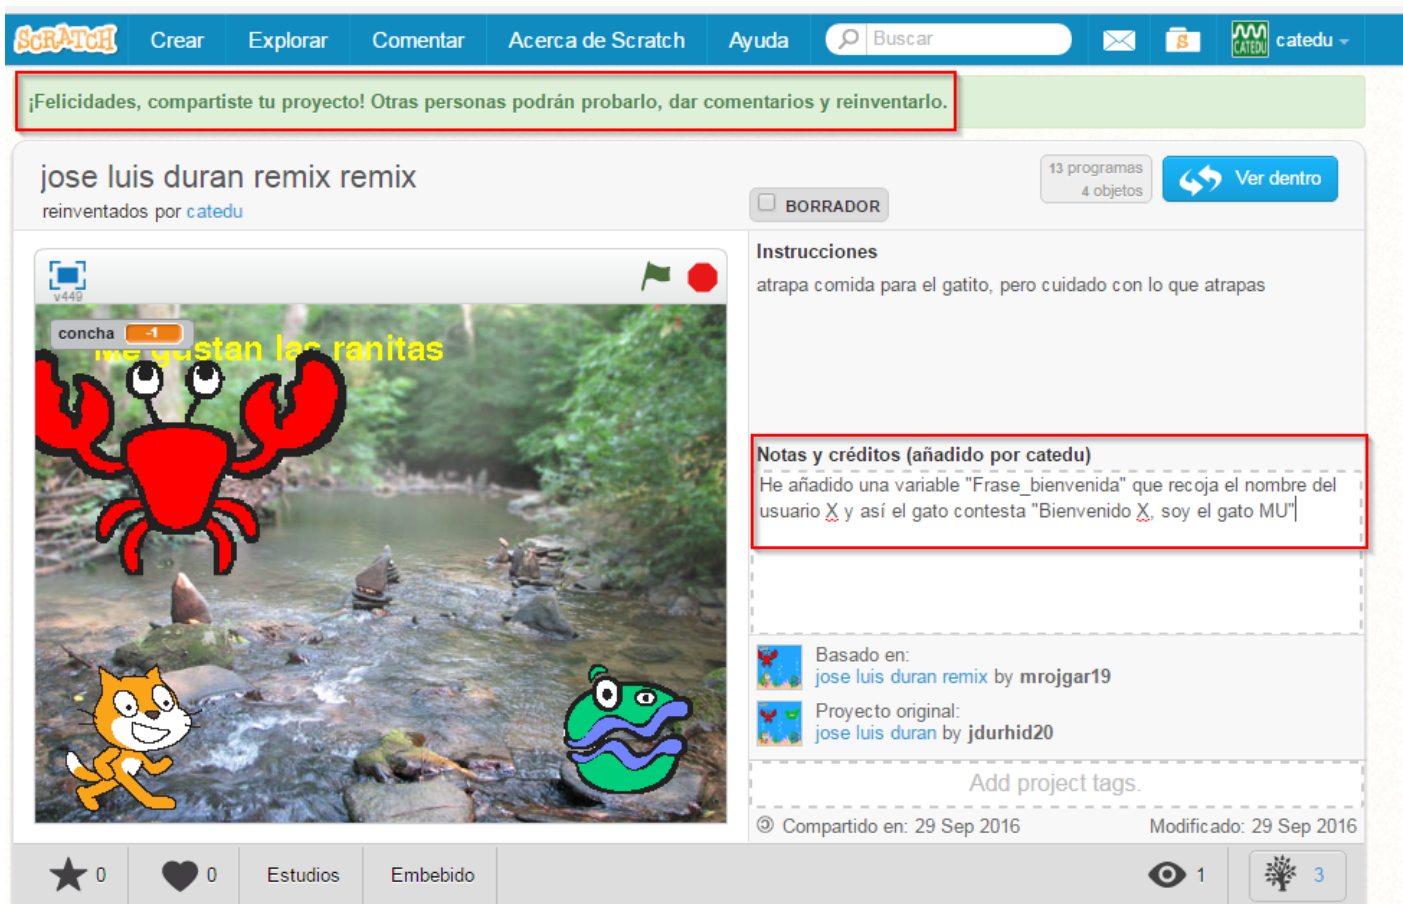 SCRATCH Crear Explorar Comentar Acerca de Scratch Ayuda Buscar S CATEDU catedu
¡Felicidades, compartiste tu proyecto! Otras personas podrán probarlo, dar comentarios y reinventarlo.
jose luis duran remix remix
reinventados por catedu
BORRADOR
13 programas
4 objetos
Ver dentro
v449
concha -1
Me gustan las ranitas
Instrucciones
atrapa comida para el gatito, pero cuidado con lo que atrapas
Notas y créditos (añadido por catedu)
He añadido una variable "Frase_bienvenida" que recoja el nombre del
usuario X y así el gato contesta "Bienvenido X, soy el gato MU"
Basado en:
jose luis duran remix by mrojgar19
Proyecto original:
jose luis duran by jdurhid20
Add project tags.
Compartido en: 29 Sep 2016 Modificado: 29 Sep 2016
0 0 Estudios Embebido 1 3